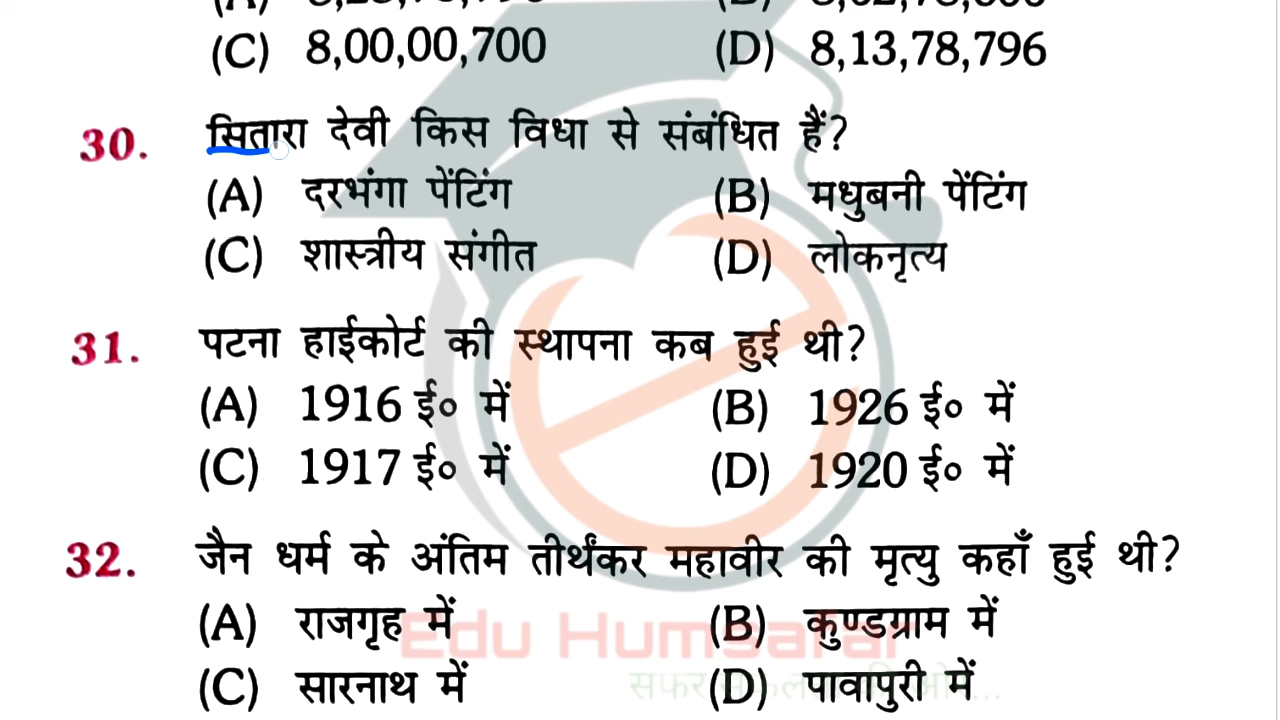 (C) 8,00,00,700 (D) 8,13,78,796
30. सितारा देवी किस विधा से संबंधित हैं?
(A) दरभंगा पेंटिंग (B) मधुबनी पेंटिंग
(C) शास्त्रीय संगीत (D) लोकनृत्य
31. पटना हाईकोर्ट की स्थापना कब हुई थी?
(A) 1916 ई० में (B) 1926 ई० में
(C) 1917 ई० में (D) 1920 ई० में
32. जैन धर्म के अंतिम तीर्थंकर महावीर की मृत्यु कहाँ हुई थी?
(A) राजगृह में (B) कुण्डग्राम में
Edu Humsafar
(C) सारनाथ में (D) पावापुरी में